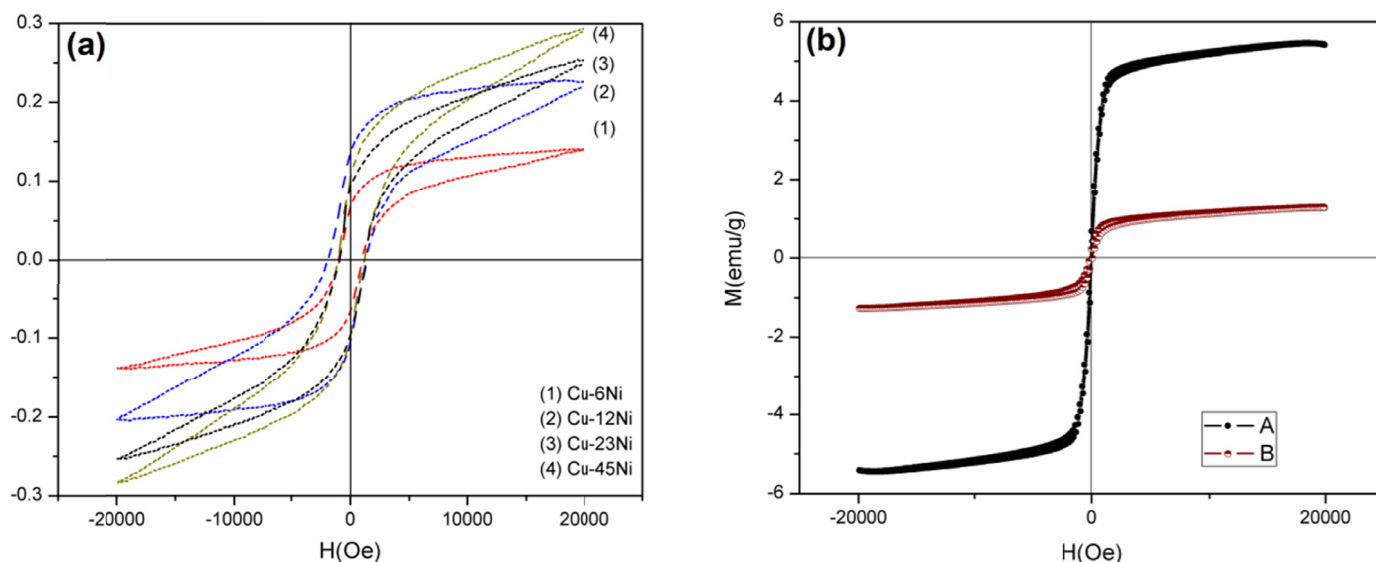 (a)
0.3
0.2
0.1
0.0
-0.1
-0.2
-0.3
(4)
(3)
(2)
(1)
(1) Cu-6Ni
(2) Cu-12Ni
(3) Cu-23Ni
(4) Cu-45Ni
-20000 -10000 0 10000 20000
H(Oe)
(b)
M(emu/g)
6
4
2
0
-2
-4
-6
A
B
-20000 0 20000
H(Oe)